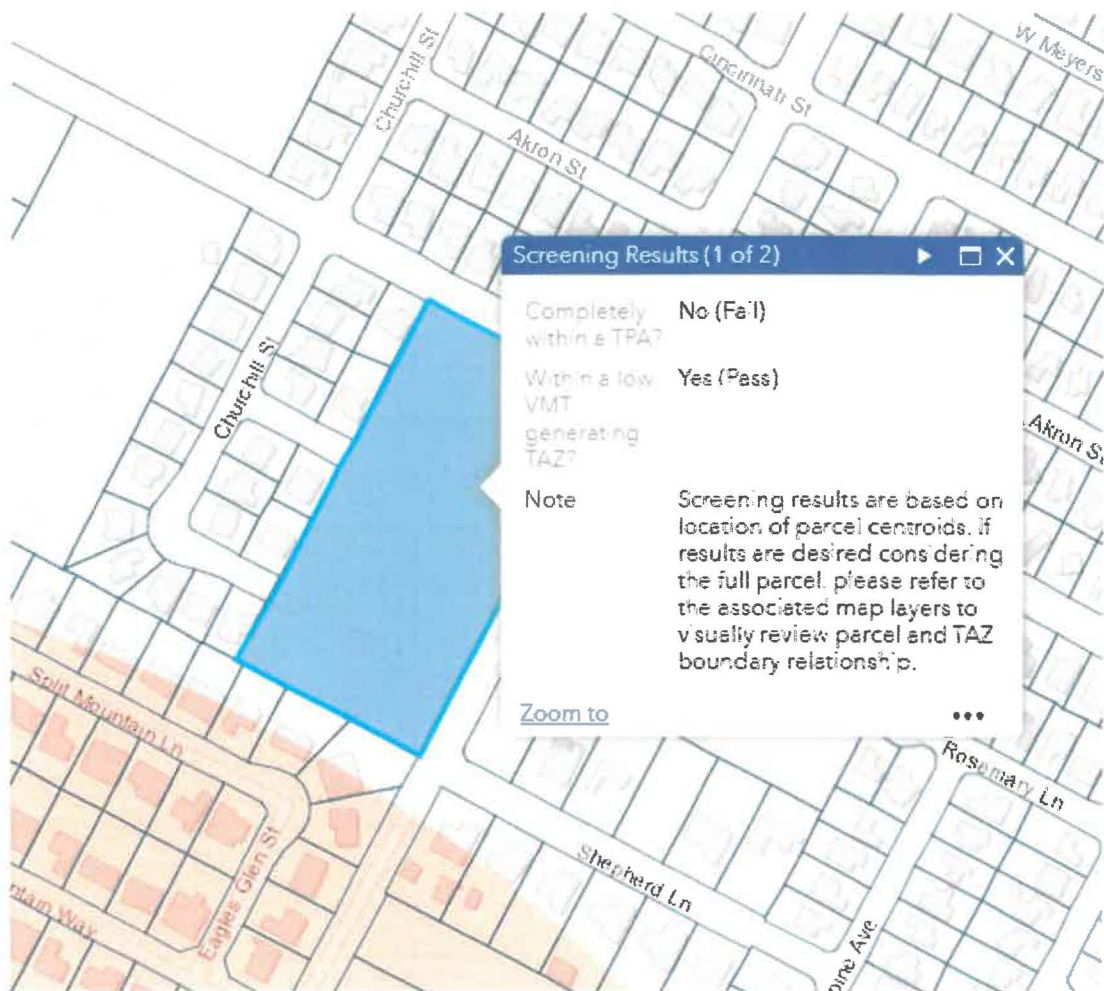 Churchill St
Cincinnati St
W Meyers
Akron St
Screening Results (1 of 2)
Completely within a TPA?
No (Fail)
Within a low VMT generating TAZ?
Yes (Pass)
Note
Screening results are based on
location of parcel centroids. If
results are desired considering
the full parcel, please refer to
the associated map layers to
visually review parcel and TAZ
boundary relationship.
Zoom to
Churchill St
Akron St
Split Mountain Ln
Rosemary Ln
Shepherd Ln
Eagles Glen St
ntain Way
pine Ave